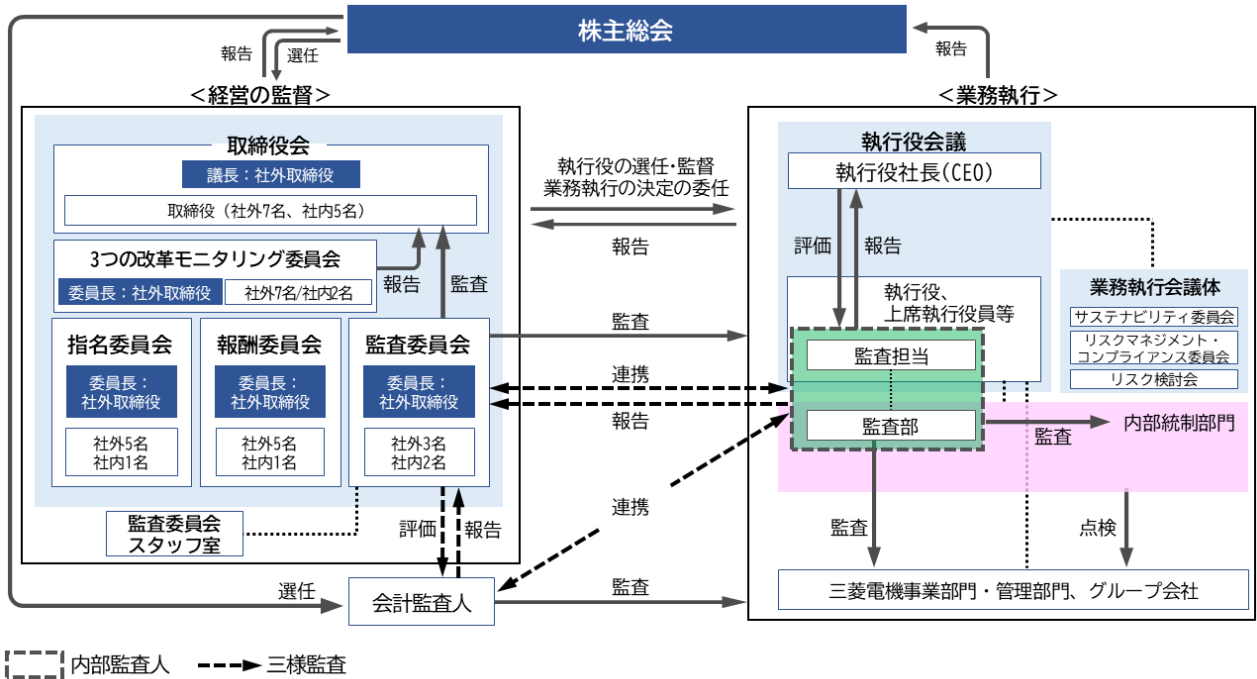 株主総会
報告
選任
報告
＜経営の監督＞
＜業務執行＞
取締役会
議長：社外取締役
取締役（社外7名、社内5名）
3つの改革モニタリング委員会
委員長：社外取締役
社外7名/社内2名
報告
監査
指名委員会
委員長：
社外取締役
社外5名
社内1名
報酬委員会
委員長：
社外取締役
社外5名
社内1名
監査委員会
委員長：
社外取締役
社外3名
社内2名
監査委員会
スタッフ室
評価
報告
選任
会計監査人
執行役の選任・監督
業務執行の決定の委任
報告
監査
連携
報告
連携
監査
執行役会議
執行役社長(CEO)
評価
報告
執行役、
上席執行役員等
監査担当
監査部
業務執行会議体
サステナビリティ委員会
リスクマネジメント・
コンプライアンス委員会
リスク検討会
監査
内部統制部門
監査
点検
三菱電機事業部門・管理部門、グループ会社
内部監査人
三様監査